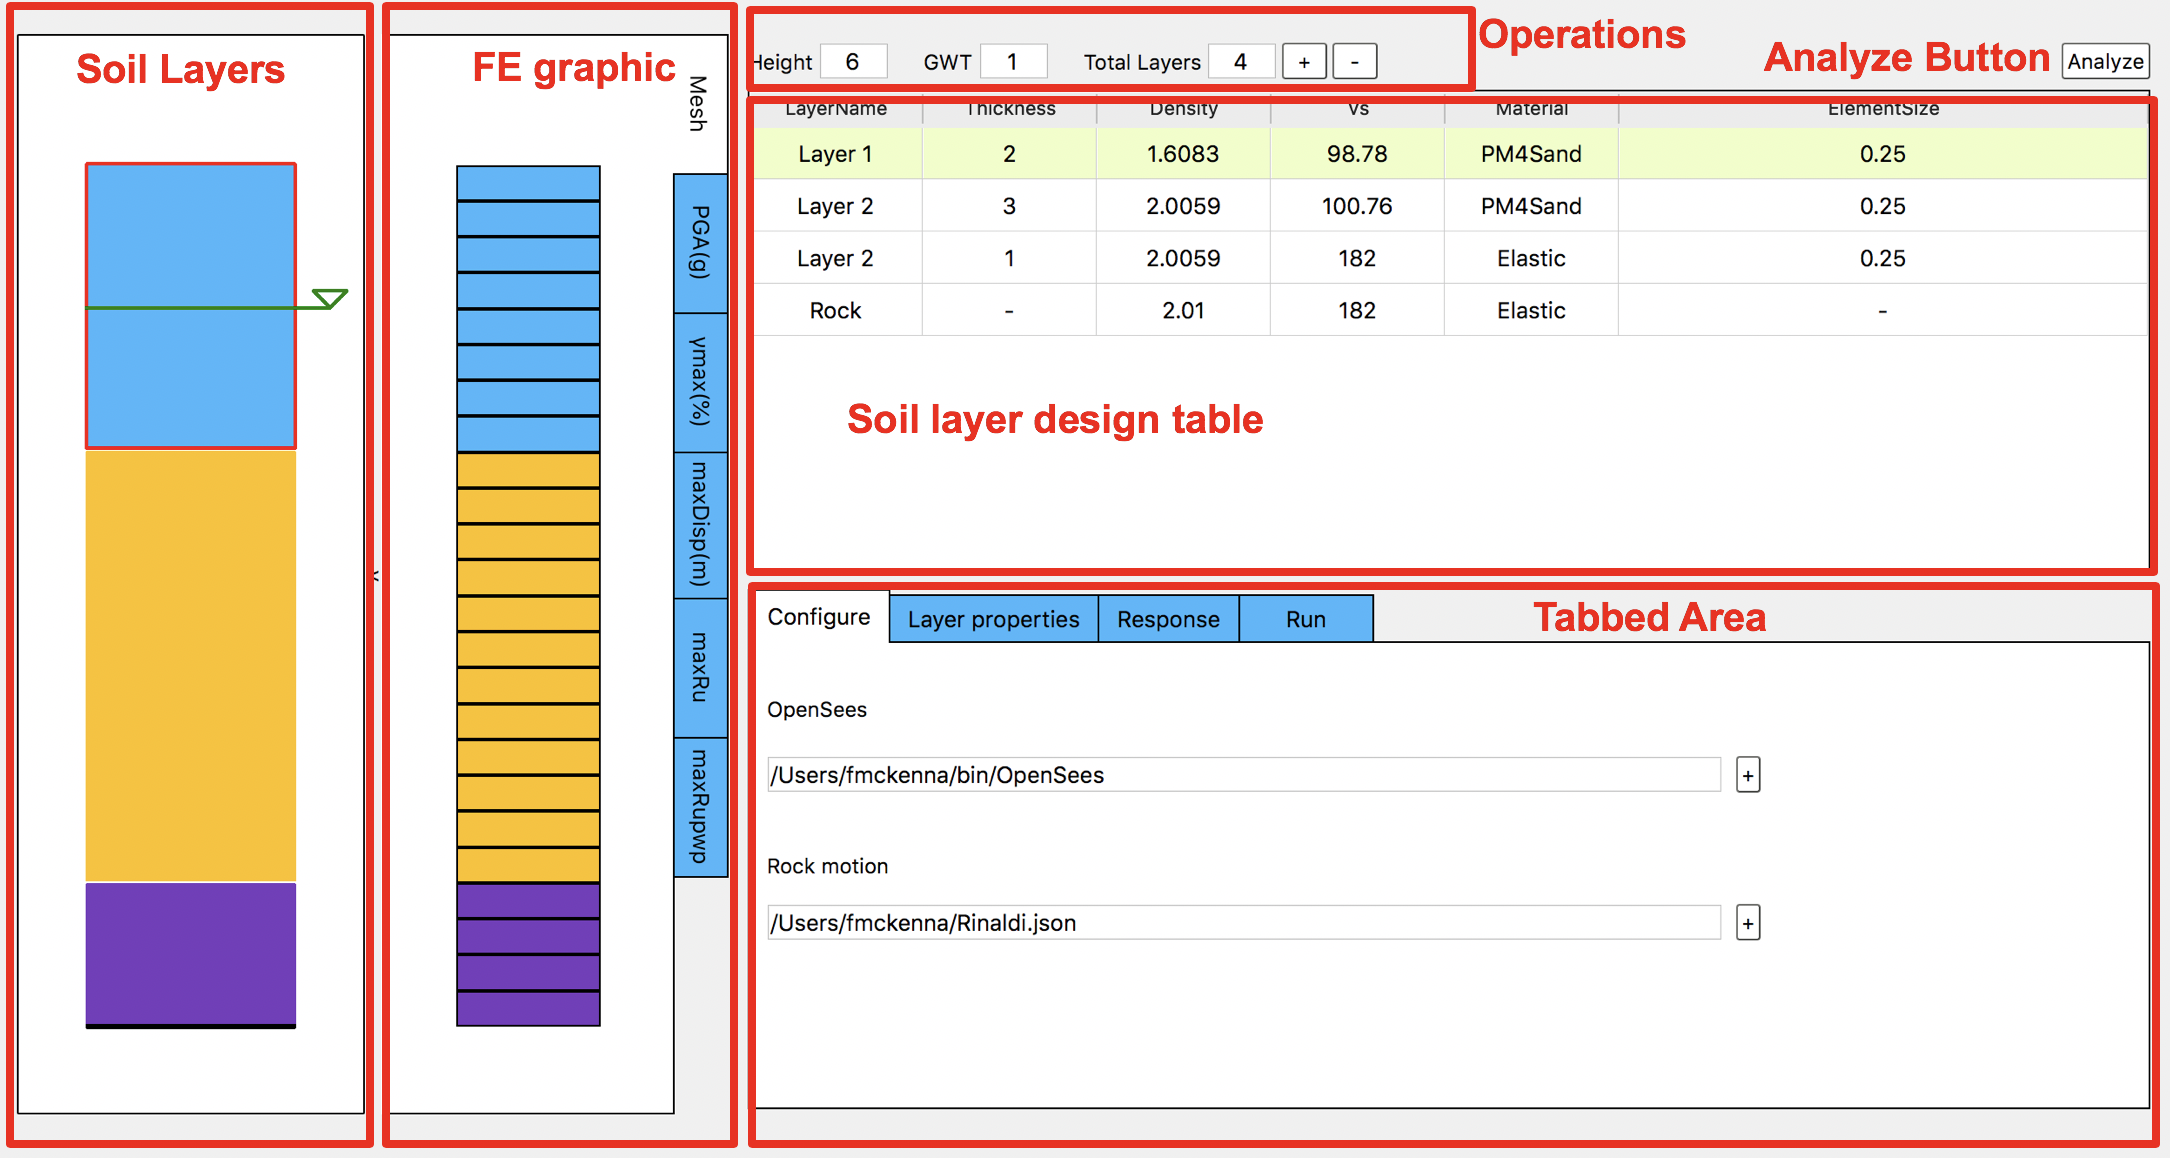 Soil Layers
FE graphic
Mesh
PGA(g)
γmax(%)
maxDisp(m)
maxRu
maxRupwp
Height 6 GWT 1 Total Layers 4 + -
Operations
Analyze Button
Analyze
LayerName Thickness Density Vs Material ElementSize
Layer 1 2 1.6083 98.78 PM4Sand 0.25
Layer 2 3 2.0059 100.76 PM4Sand 0.25
Layer 2 1 2.0059 182 Elastic 0.25
Rock - 2.01 182 Elastic -
Soil layer design table
Configure Layer properties Response Run
Tabbed Area
OpenSees
/Users/fmckenna/bin/OpenSees +
Rock motion
/Users/fmckenna/Rinaldi.json +